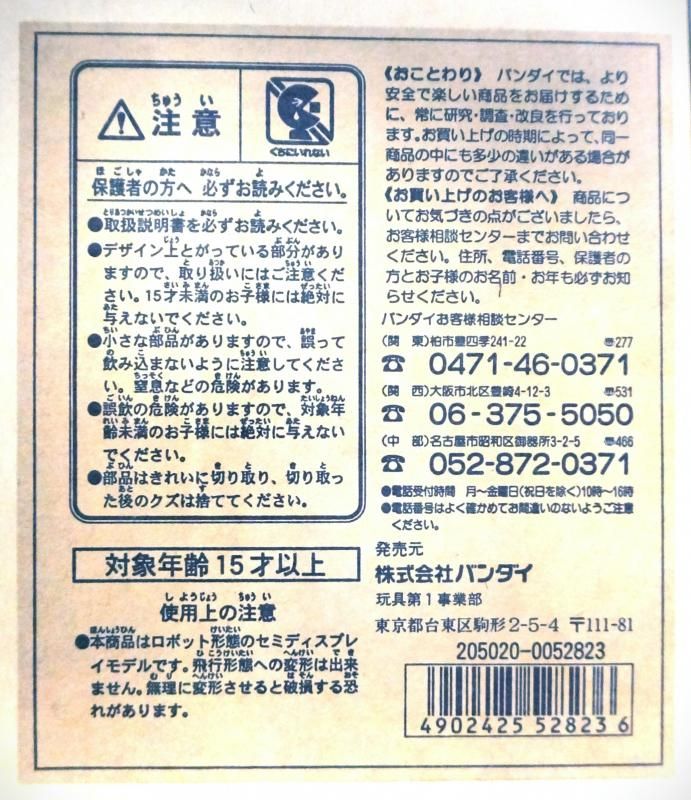 注意
くちにいれない
保護者の方へ 必ずお読みください。
●取扱説明書を必ずお読みください。
●デザイン上とがっている部分があり
ますので、取り扱いにはご注意くだ
さい。15才未満のお子様には絶対に
与えないでください。
●小さな部品がありますので、誤って
飲み込まないように注意してくださ
い。窒息などの危険があります。
●誤飲の危険がありますので、対象年
齢未満のお子様には絶対に与えない
でください。
●部品はきれいに切り取り、切り取っ
た後のクズは捨ててください。
対象年齢15才以上
使用上の注意
●本商品はロボット形態のセミディスプレ
イモデルです。飛行形態への変形は出来
ません。無理に変形させると破損する恐
れがあります。
《おことわり》 バンダイでは、より
安全で楽しい商品をお届けするため
に、常に研究・調査・改良を行っており
ます。お買い上げの時期によって、同一
商品の中にも多少の違いがある場合が
ありますのでご了承ください。
《お買い上げのお客様へ》 商品につ
いてお気づきの点がございましたら、
お客様相談センターまでお問い合わせ
ください。住所、電話番号、保護者の
方とお子様のお名前・お年も必ずお知
らせください。
バンダイお客様相談センター
(関 東)柏市豊四季241-22 〠277
☎ 0471-46-0371
(関 西)大阪市北区豊崎4-12-3 〠531
☎ 06-375-5050
(中 部)名古屋市昭和区御器所3-2-5 〠466
☎ 052-872-0371
●電話受付時間 月〜金曜日(祝日を除く)10時〜16時
●電話番号はよく確かめてお間違いのないようご注意
ください。
発売元
株式会社バンダイ
玩具第1事業部
東京都台東区駒形2-5-4 〒111-81
205020-0052823
4902425 528236